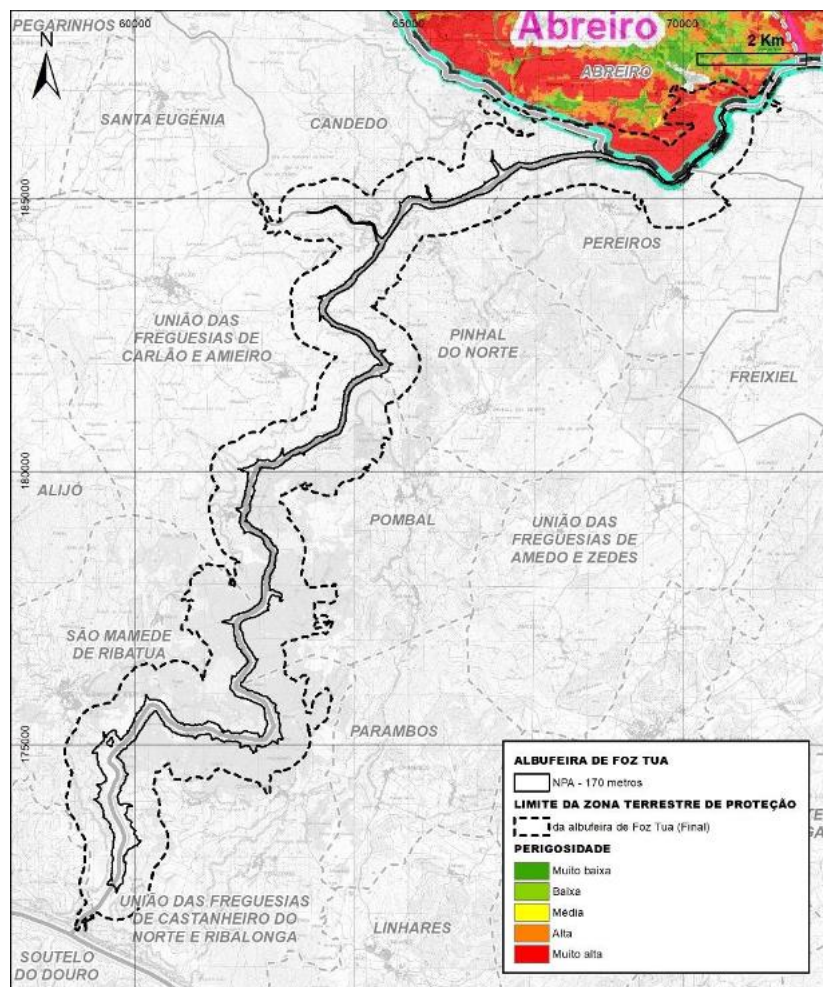 60000
65000
70000
PEGARINHOS
N
Abreiro
2 Km
ABREIRO
SANTA EUGÉNIA
CANDEDO
185000
PEREIROS
UNIÃO DAS
FREGUESIAS DE
CARLÃO E AMIEIRO
PINHAL
DO NORTE
FREIXIEL
180000
ALIJÓ
POMBAL
UNIÃO DAS
FREGUESIAS DE
AMEDO E ZEDES
SÃO MAMEDE
DE RIBATUA
PARAMBOS
175000
ALBUFEIRA DE FOZ TUA
NPA - 170 metros
LIMITE DA ZONA TERRESTRE DE PROTEÇÃO
da albufeira de Foz Tua (Final)
PERIGOSIDADE
Muito baixa
Baixa
Média
Alta
Muito alta
UNIÃO DAS FREGUESIAS
DE CASTANHEIRO DO
NORTE E RIBALONGA
LINHARES
SOUTELO
DO DOURO